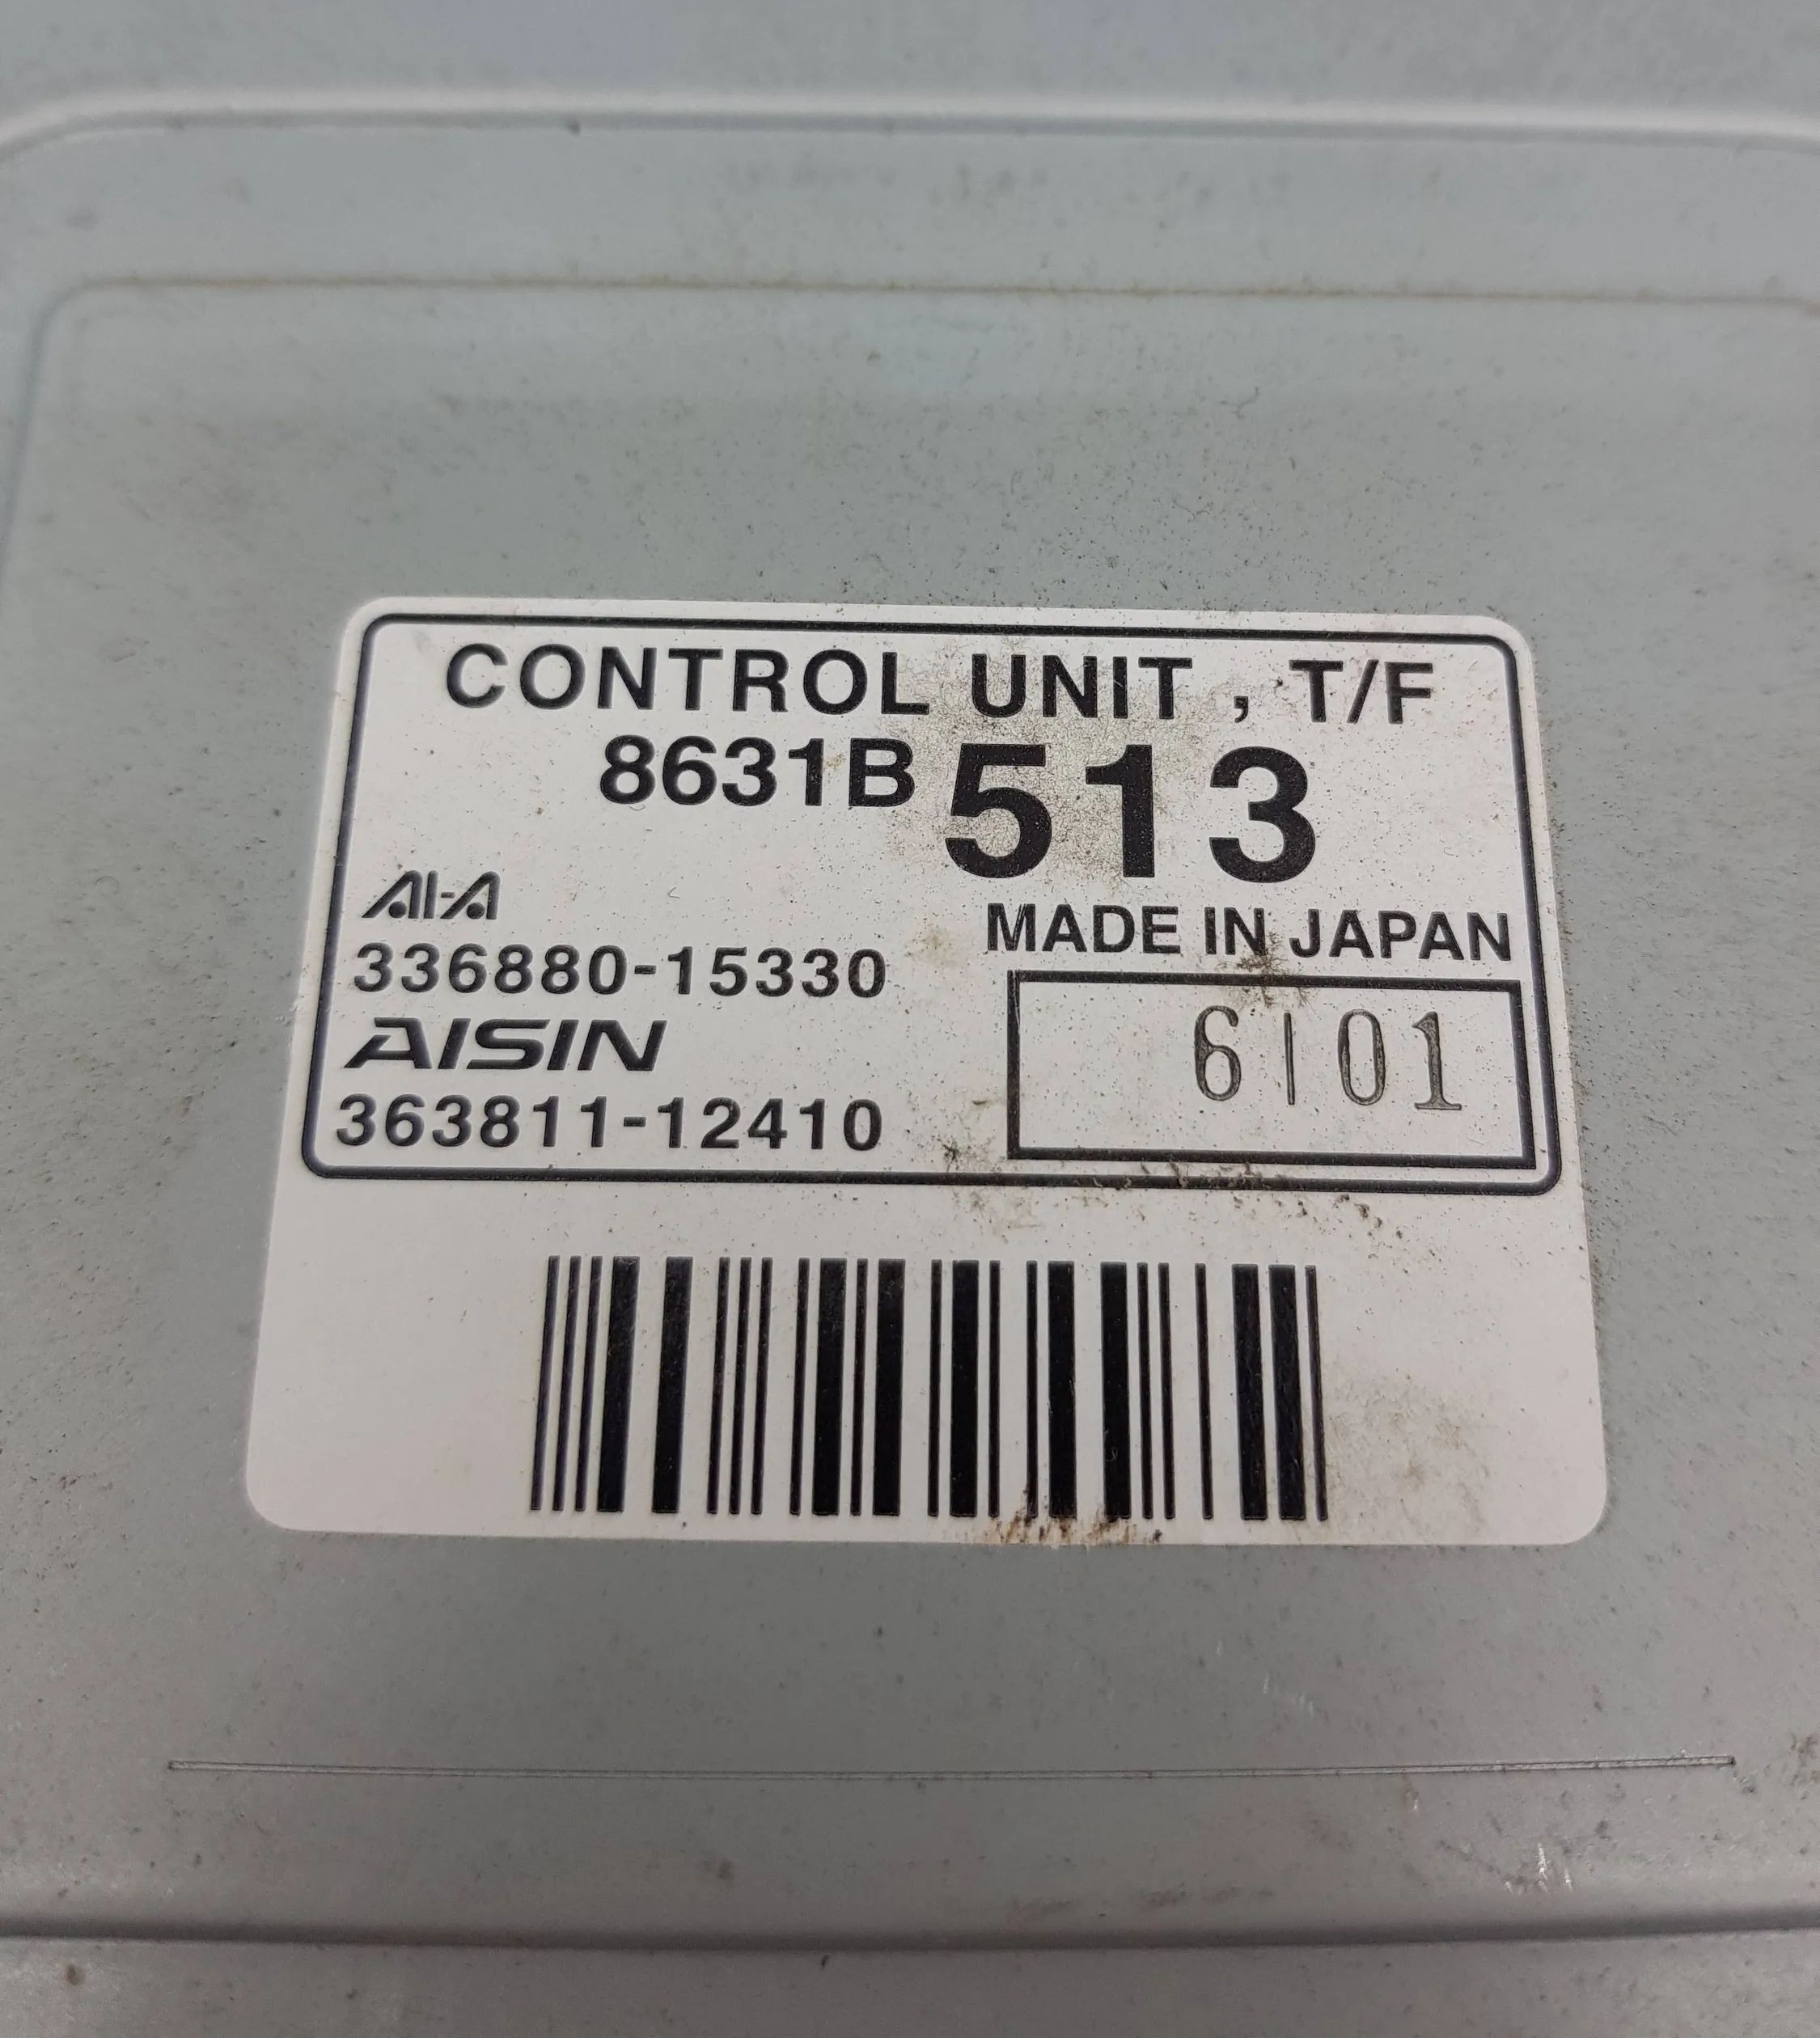 CONTROL UNIT , T/F
8631B 513
AI-A
MADE IN JAPAN
336880-15330
AISIN
6101
363811-12410